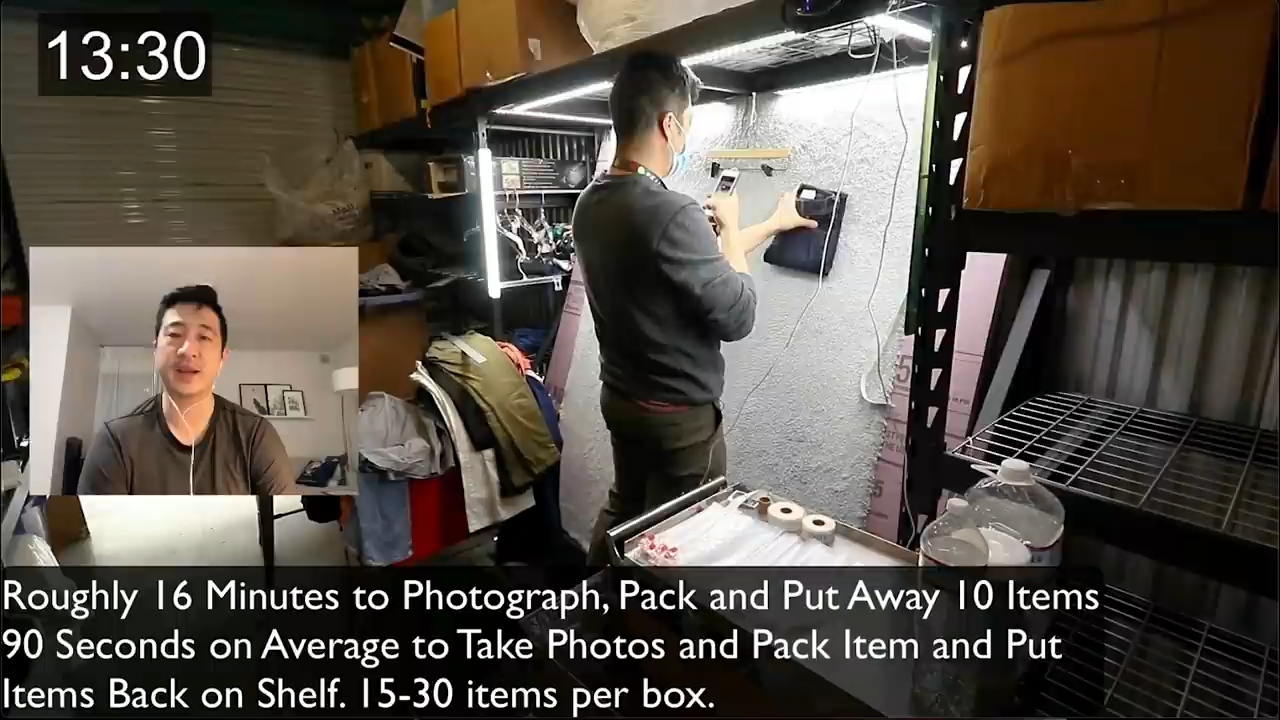 13:30
Roughly 16 Minutes to Photograph, Pack and Put Away 10 Items
90 Seconds on Average to Take Photos and Pack Item and Put
Items Back on Shelf. 15-30 items per box.